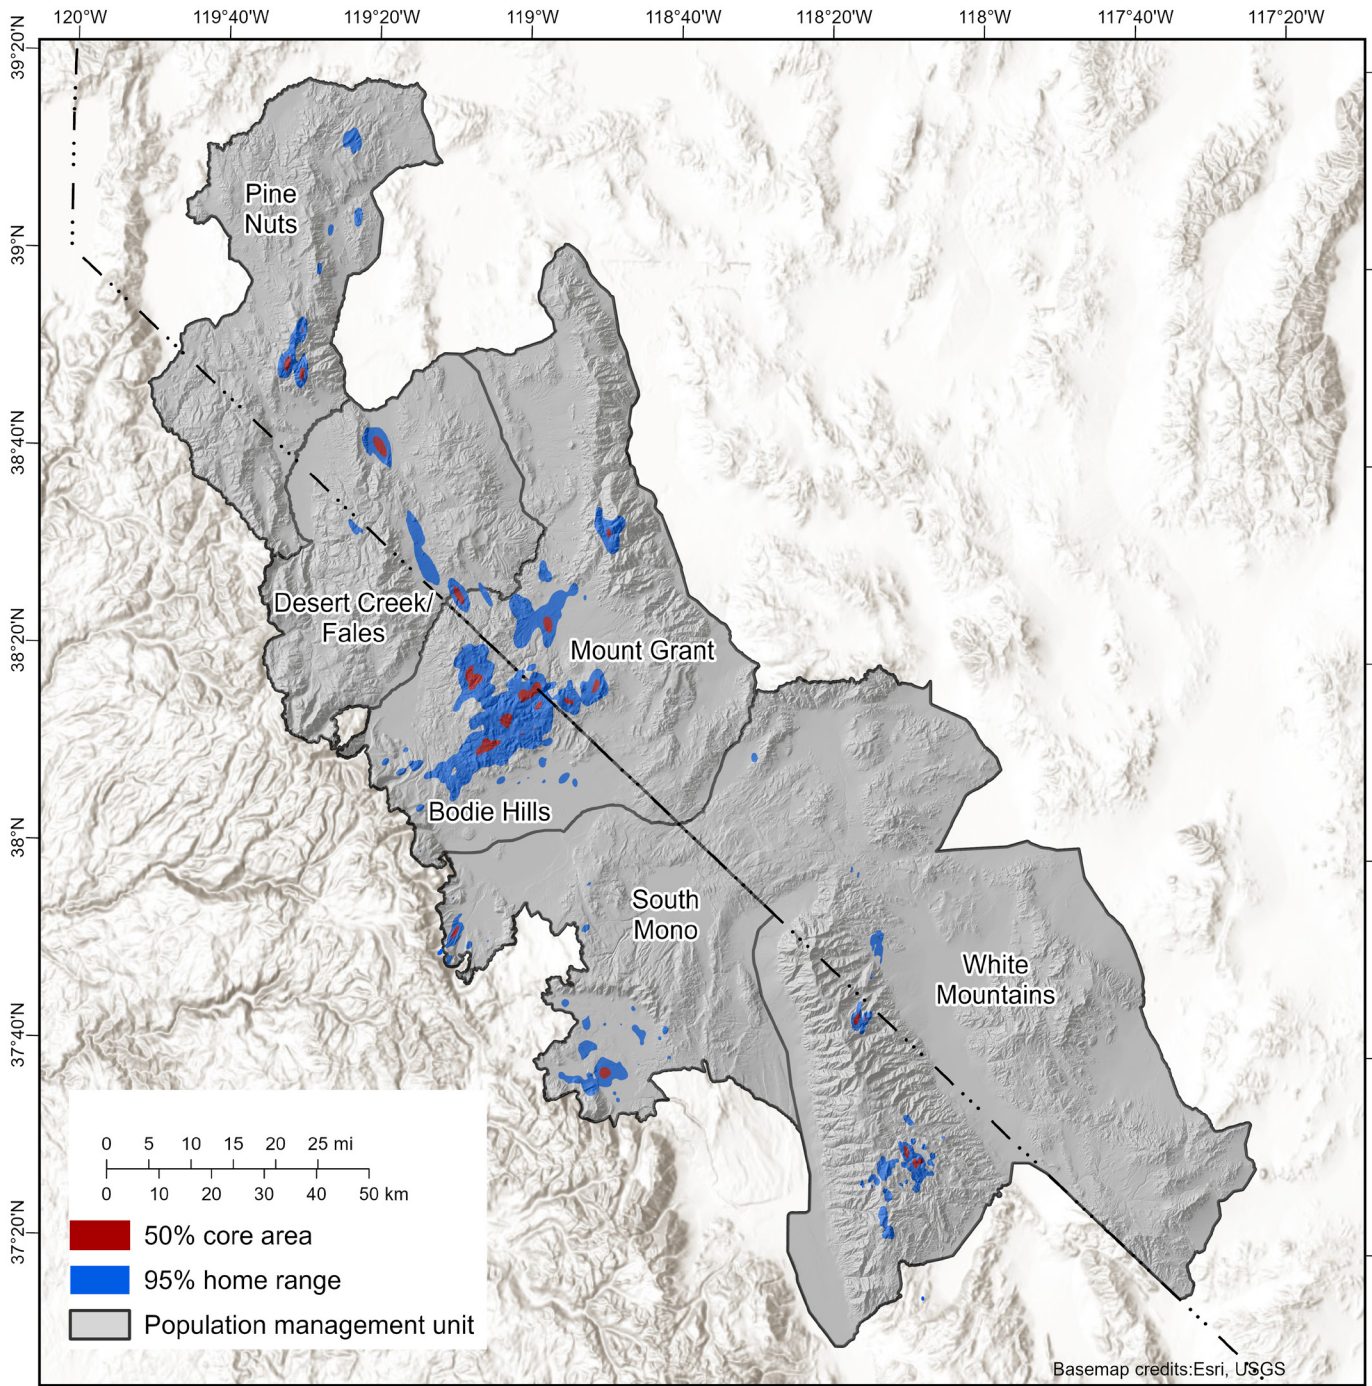 120°W 119°40'W 119°20'W 119°W 118°40'W 118°20'W 118°W 117°40'W 117°20'W
39°20'N
39°N
38°40'N
38°20'N
38°N
37°40'N
37°20'N
Pine
Nuts
Desert Creek/
Fales
Mount Grant
Bodie Hills
South
Mono
White
Mountains
0 5 10 15 20 25 mi
0 10 20 30 40 50 km
50% core area
95% home range
Population management unit
Basemap credits:Esri, USGS